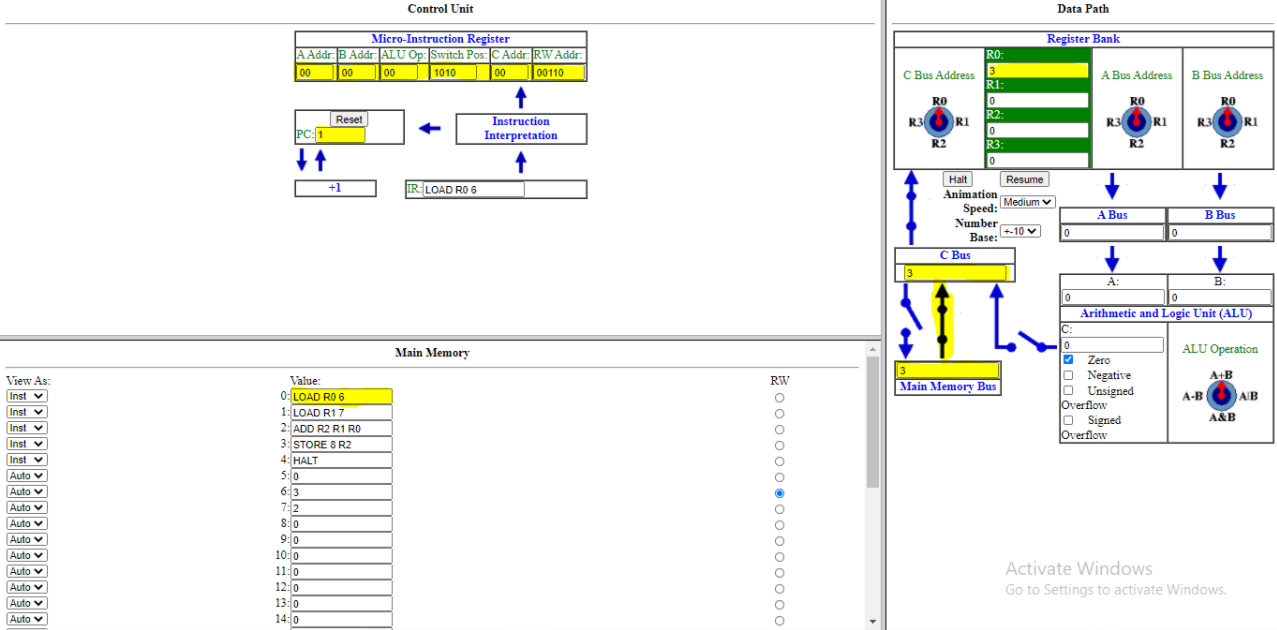 Control Unit
Micro-Instruction Register
A Addr: B Addr: ALU Op: Switch Pos: C Addr: RW Addr:
00 00 00 1010 00 00110
Reset
PC: 1
Instruction
Interpretation
+1
IR: LOAD R0 6
Main Memory
View As: Value: RW
Inst 0: LOAD R0 6
Inst 1: LOAD R1 7
Inst 2: ADD R2 R1 R0
Inst 3: STORE 8 R2
Inst 4: HALT
Auto 5: 0
Auto 6: 3
Auto 7: 2
Auto 8: 0
Auto 9: 0
Auto 10: 0
Auto 11: 0
Auto 12: 0
Auto 13: 0
Auto 14: 0
Data Path
Register Bank
C Bus Address
R0
R3 R1
R2
R0:
3
R1:
0
R2:
0
R3:
0
A Bus Address
R0
R3 R1
R2
B Bus Address
R0
R3 R1
R2
Halt Resume
Animation
Speed: Medium
Number
Base: +-10
A Bus B Bus
0 0
C Bus
3
A: B:
0 0
Arithmetic and Logic Unit (ALU)
C:
0
Zero
Negative
Unsigned
Overflow
Signed
Overflow
ALU Operation
A+B
A-B A|B
A&B
3
Main Memory Bus
Activate Windows
Go to Settings to activate Windows.